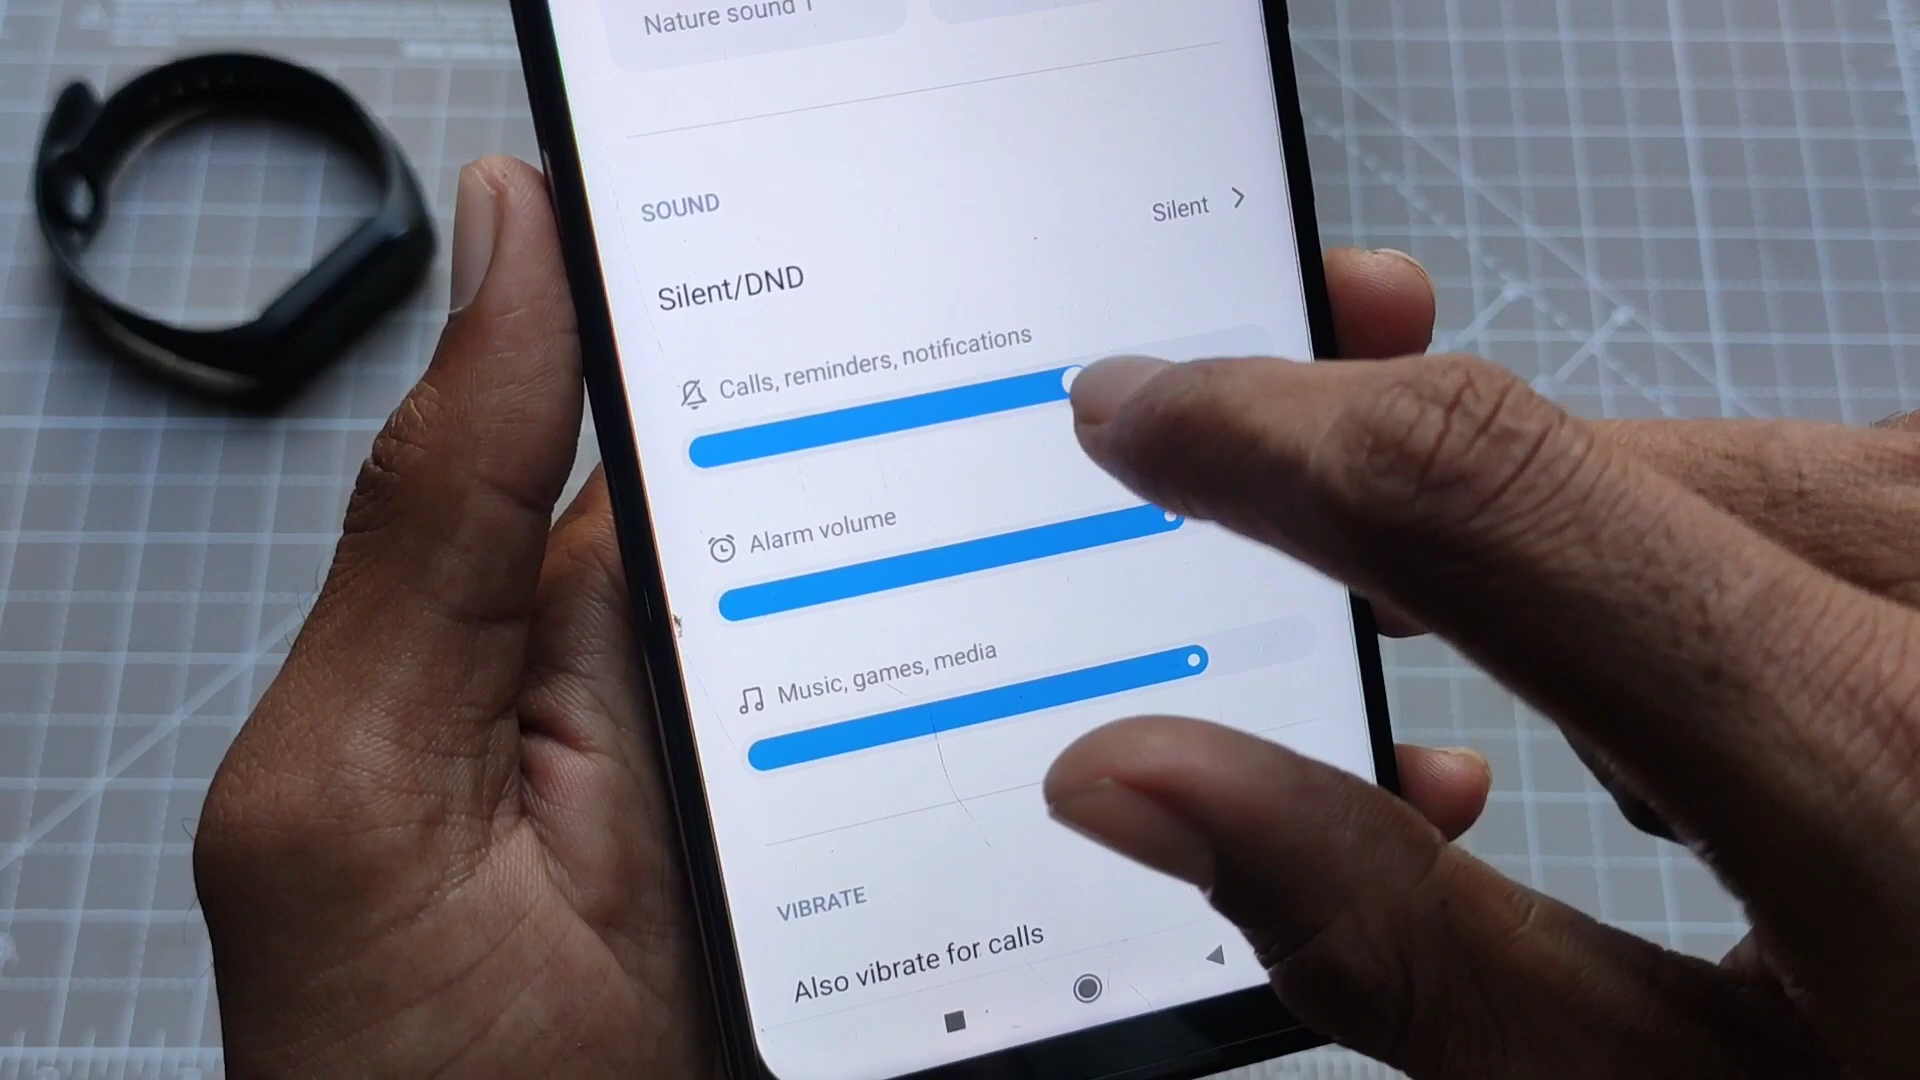 Nature sound 1
SOUND
Silent
Silent/DND
Calls, reminders, notifications
Alarm volume
Music, games, media
VIBRATE
Also vibrate for calls